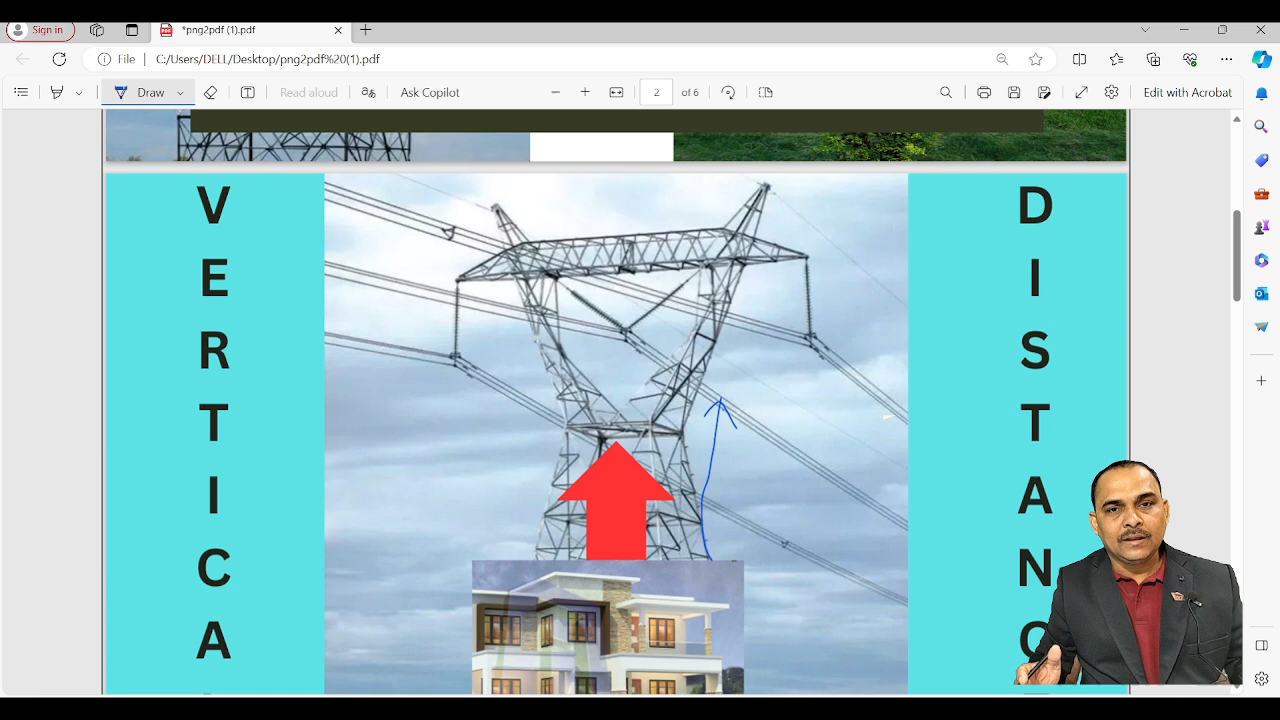 Sign in
*png2pdf (1).pdf
File
C:/Users/DELL/Desktop/png2pdf%20(1).pdf
Draw
Read aloud
Ask Copilot
2
of 6
Edit with Acrobat
V
E
R
T
I
C
A
D
I
S
T
A
N